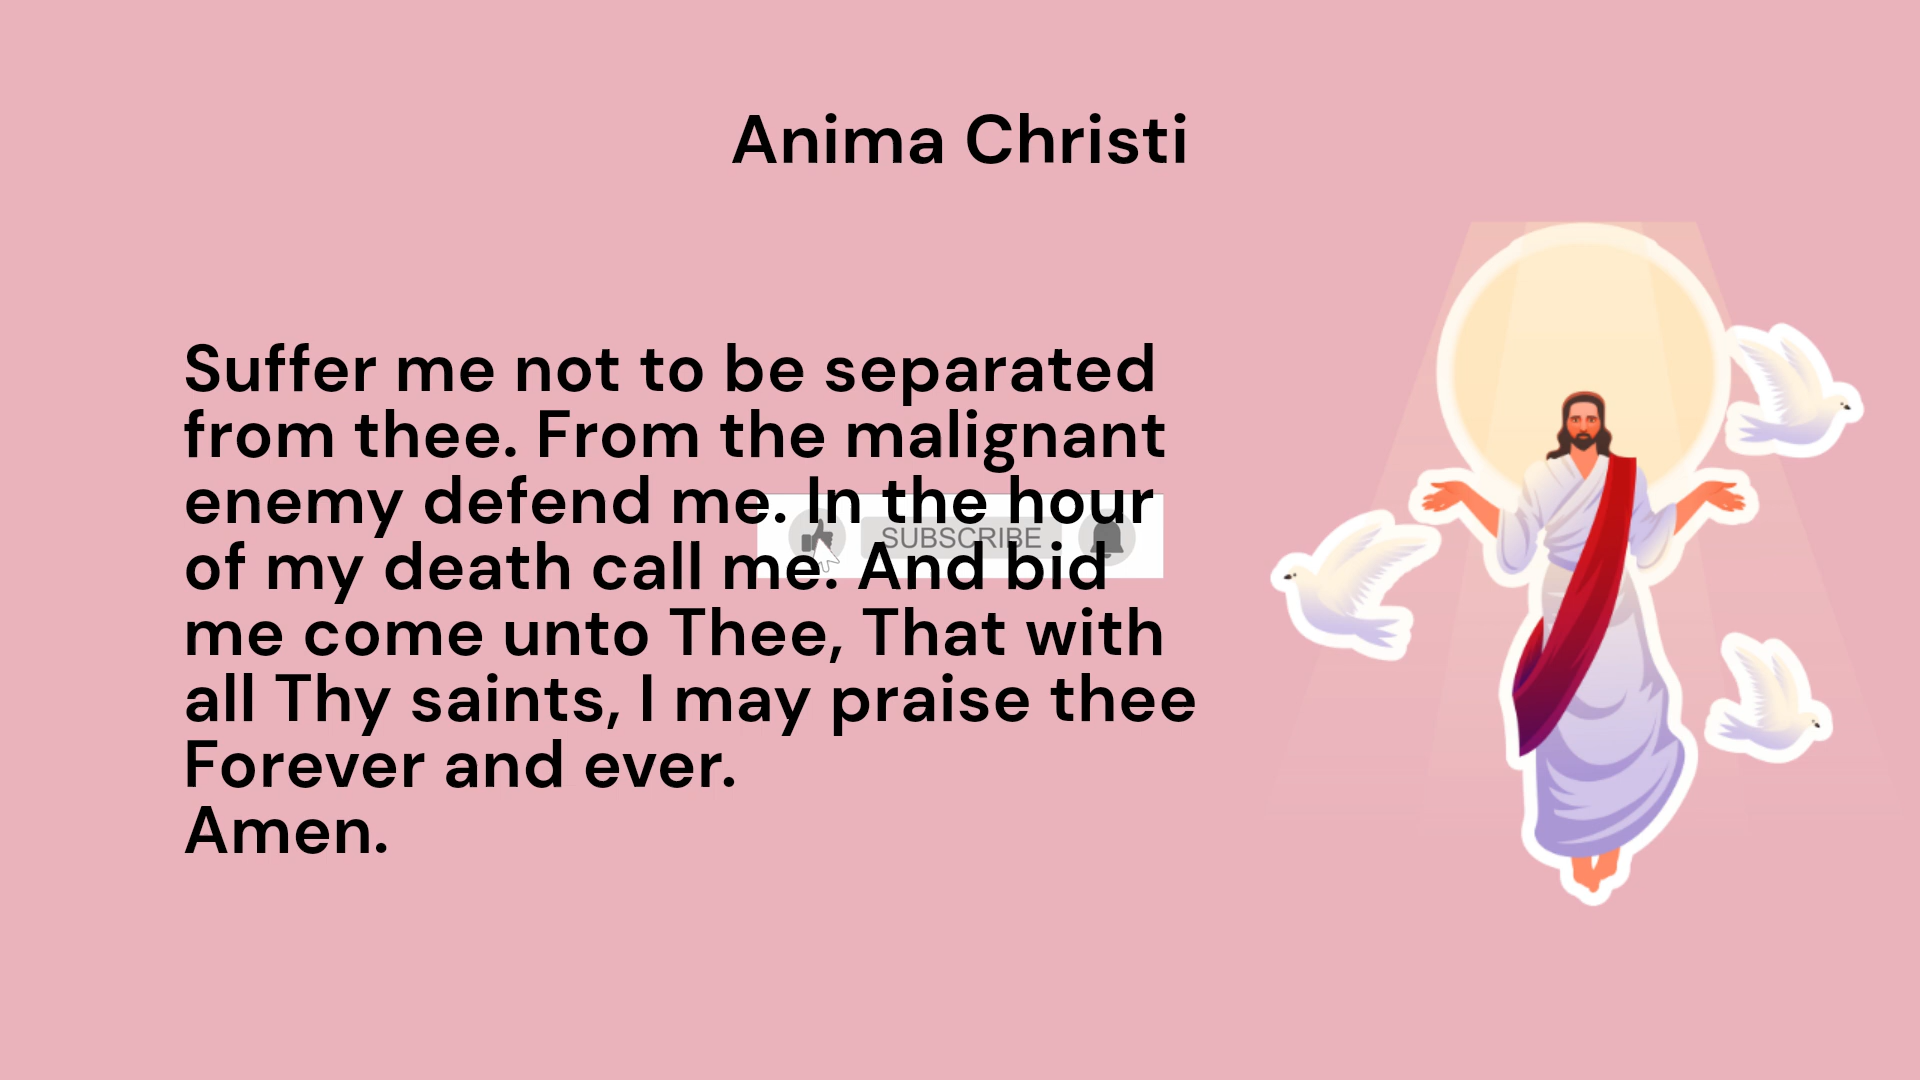 Anima Christi
Suffer me not to be separated
from thee. From the malignant
enemy defend me. In the hour
SUBSCRIBE
of my death call me. And bid
me come unto Thee, That with
all Thy saints, I may praise thee
Forever and ever.
Amen.